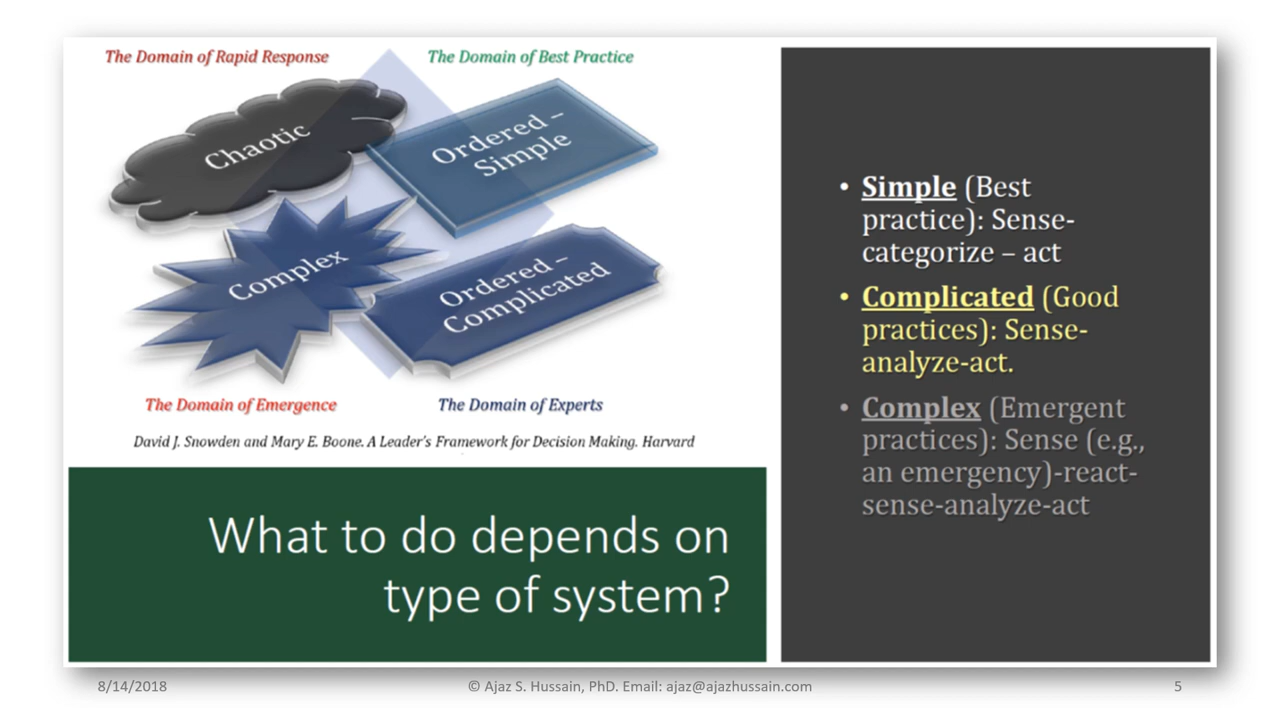 The Domain of Rapid Response
The Domain of Best Practice
Chaotic
Ordered –
Simple
Complex
Ordered –
Complicated
The Domain of Emergence
The Domain of Experts
David J. Snowden and Mary E. Boone. A Leader's Framework for Decision Making. Harvard
What to do depends on
type of system?
• Simple (Best
practice): Sense-
categorize – act
• Complicated (Good
practices): Sense-
analyze-act.
• Complex (Emergent
practices): Sense (e.g.,
an emergency)-react-
sense-analyze-act
8/14/2018
© Ajaz S. Hussain, PhD. Email: ajaz@ajazhussain.com
5